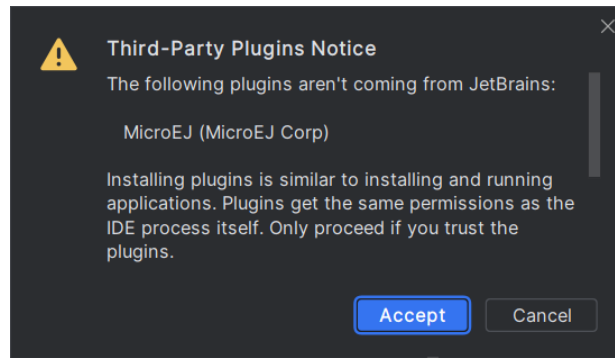 Third-Party Plugins Notice
The following plugins aren't coming from JetBrains:
MicroEJ (MicroEJ Corp)
Installing plugins is similar to installing and running
applications. Plugins get the same permissions as the
IDE process itself. Only proceed if you trust the
plugins.
Accept Cancel